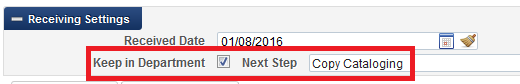 Receiving Settings
Received Date 01/08/2016
Keep in Department Next Step Copy Cataloging